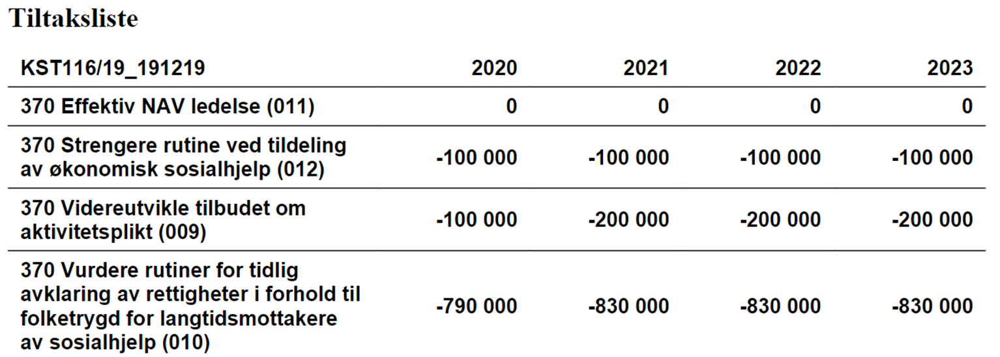 Tiltaksliste
KST116/19_191219 2020 2021 2022 2023
370 Effektiv NAV ledelse (011) 0 0 0 0
370 Strengere rutine ved tildeling
av økonomisk sosialhjelp (012) -100 000 -100 000 -100 000 -100 000
370 Videreutvikle tilbudet om
aktivitetsplikt (009) -100 000 -200 000 -200 000 -200 000
370 Vurdere rutiner for tidlig
avklaring av rettigheter i forhold til
folketrygd for langtidsmottakere
av sosialhjelp (010) -790 000 -830 000 -830 000 -830 000